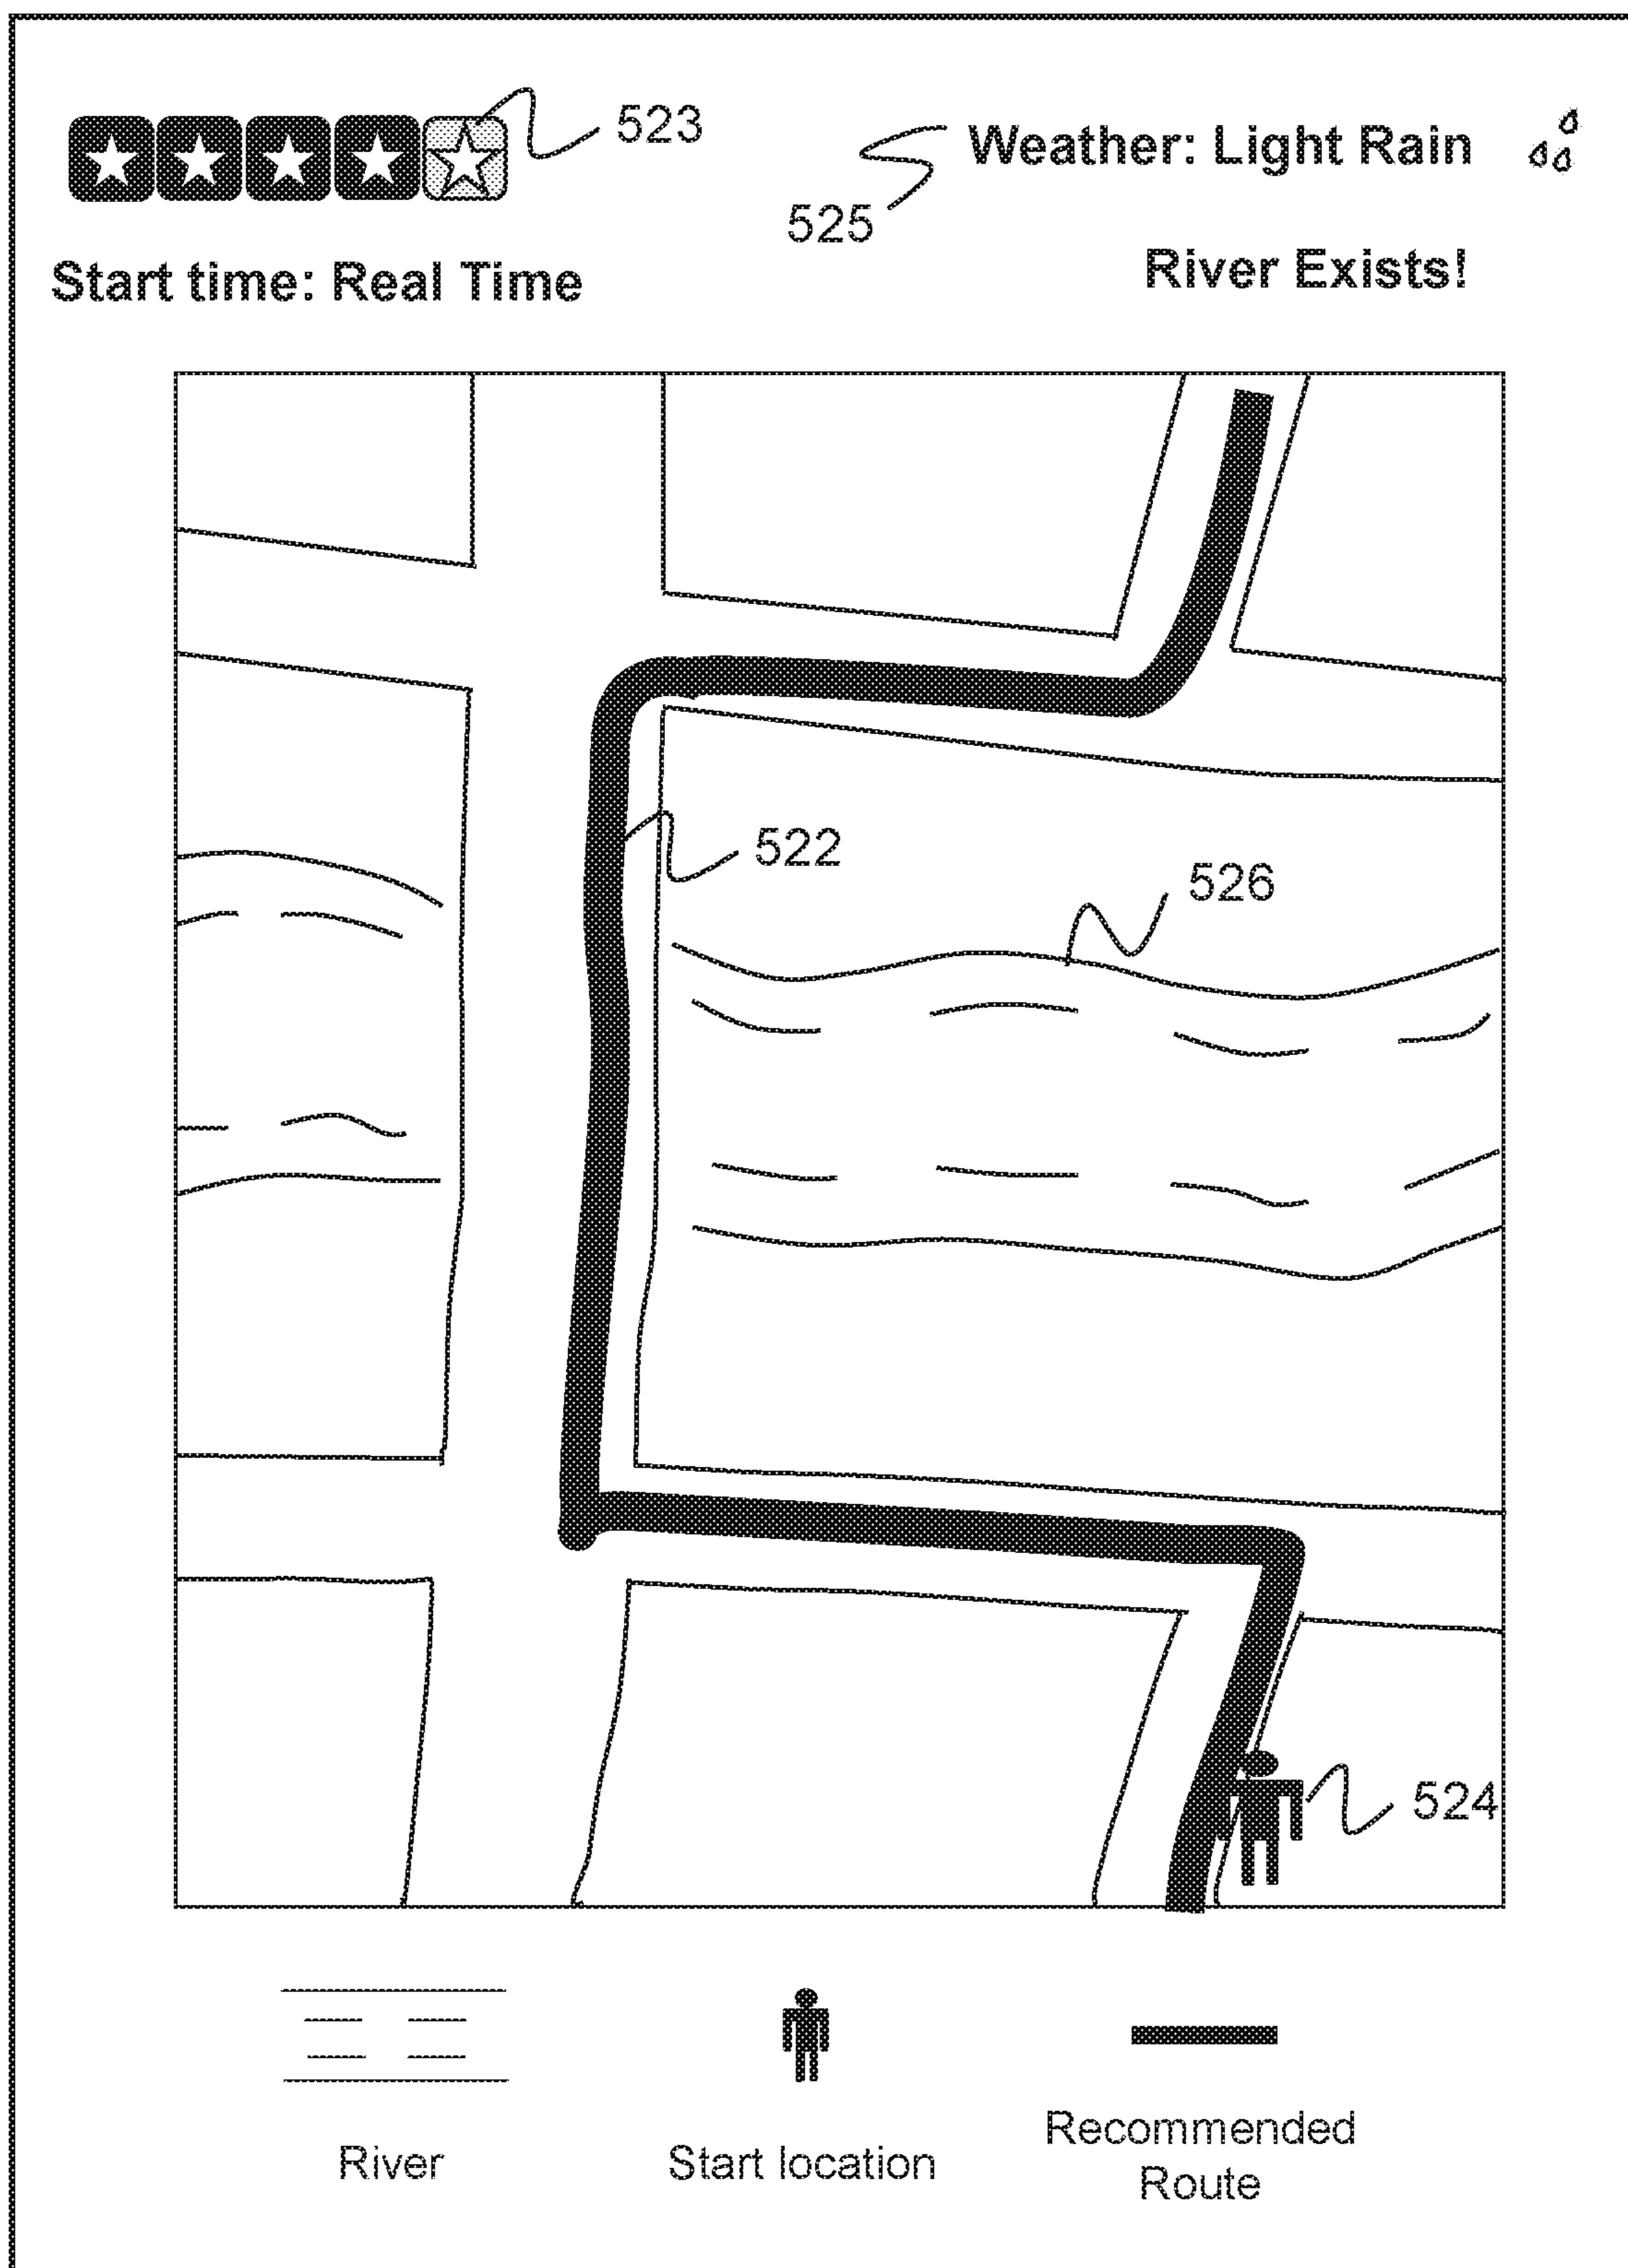 523
Weather: Light Rain
525
Start time: Real Time
River Exists!
522
526
524
River
Start location
Recommended
Route